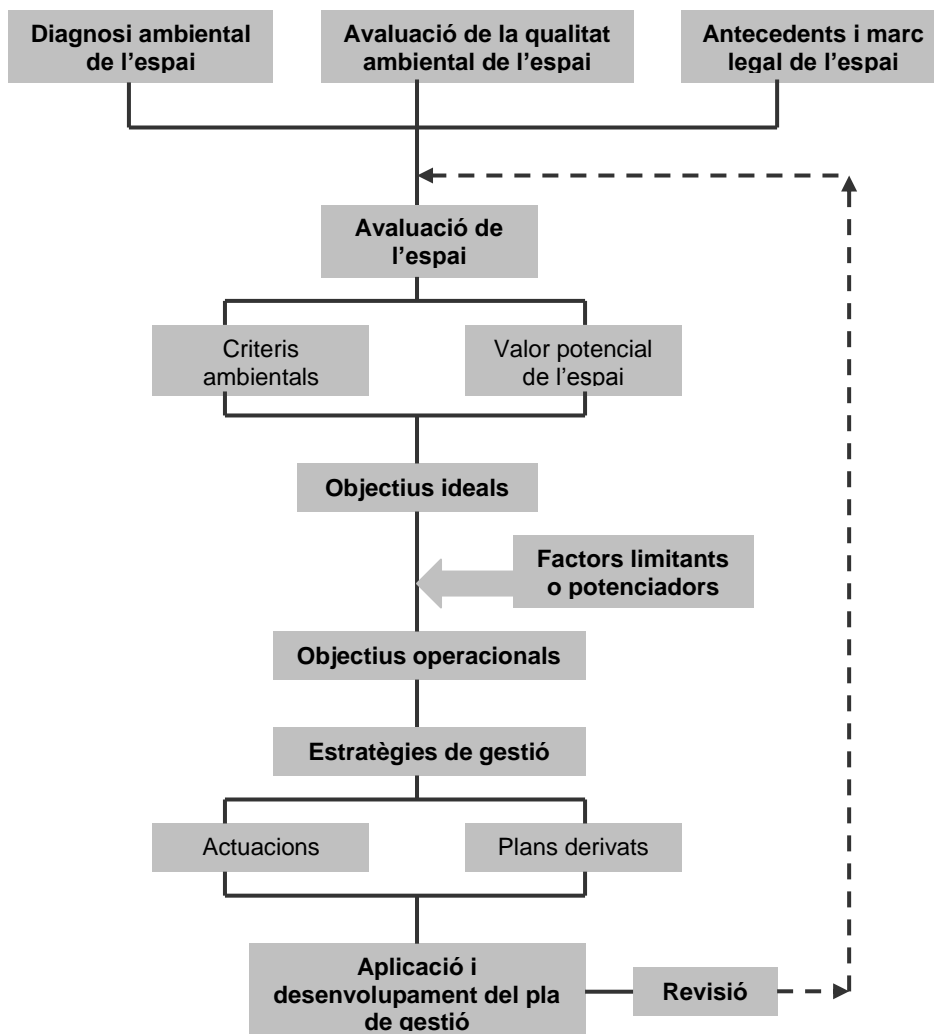 Diagnosi ambiental
de l’espai
Avaluació de la qualitat
ambiental de l’espai
Antecedents i marc
legal de l’espai
Avaluació de
l’espai
Criteris
ambientals
Valor potencial
de l’espai
Objectius ideals
Factors limitants
o potenciadors
Objectius operacionals
Estratègies de gestió
Actuacions
Plans derivats
Aplicació i
desenvolupament del pla
de gestió
Revisió